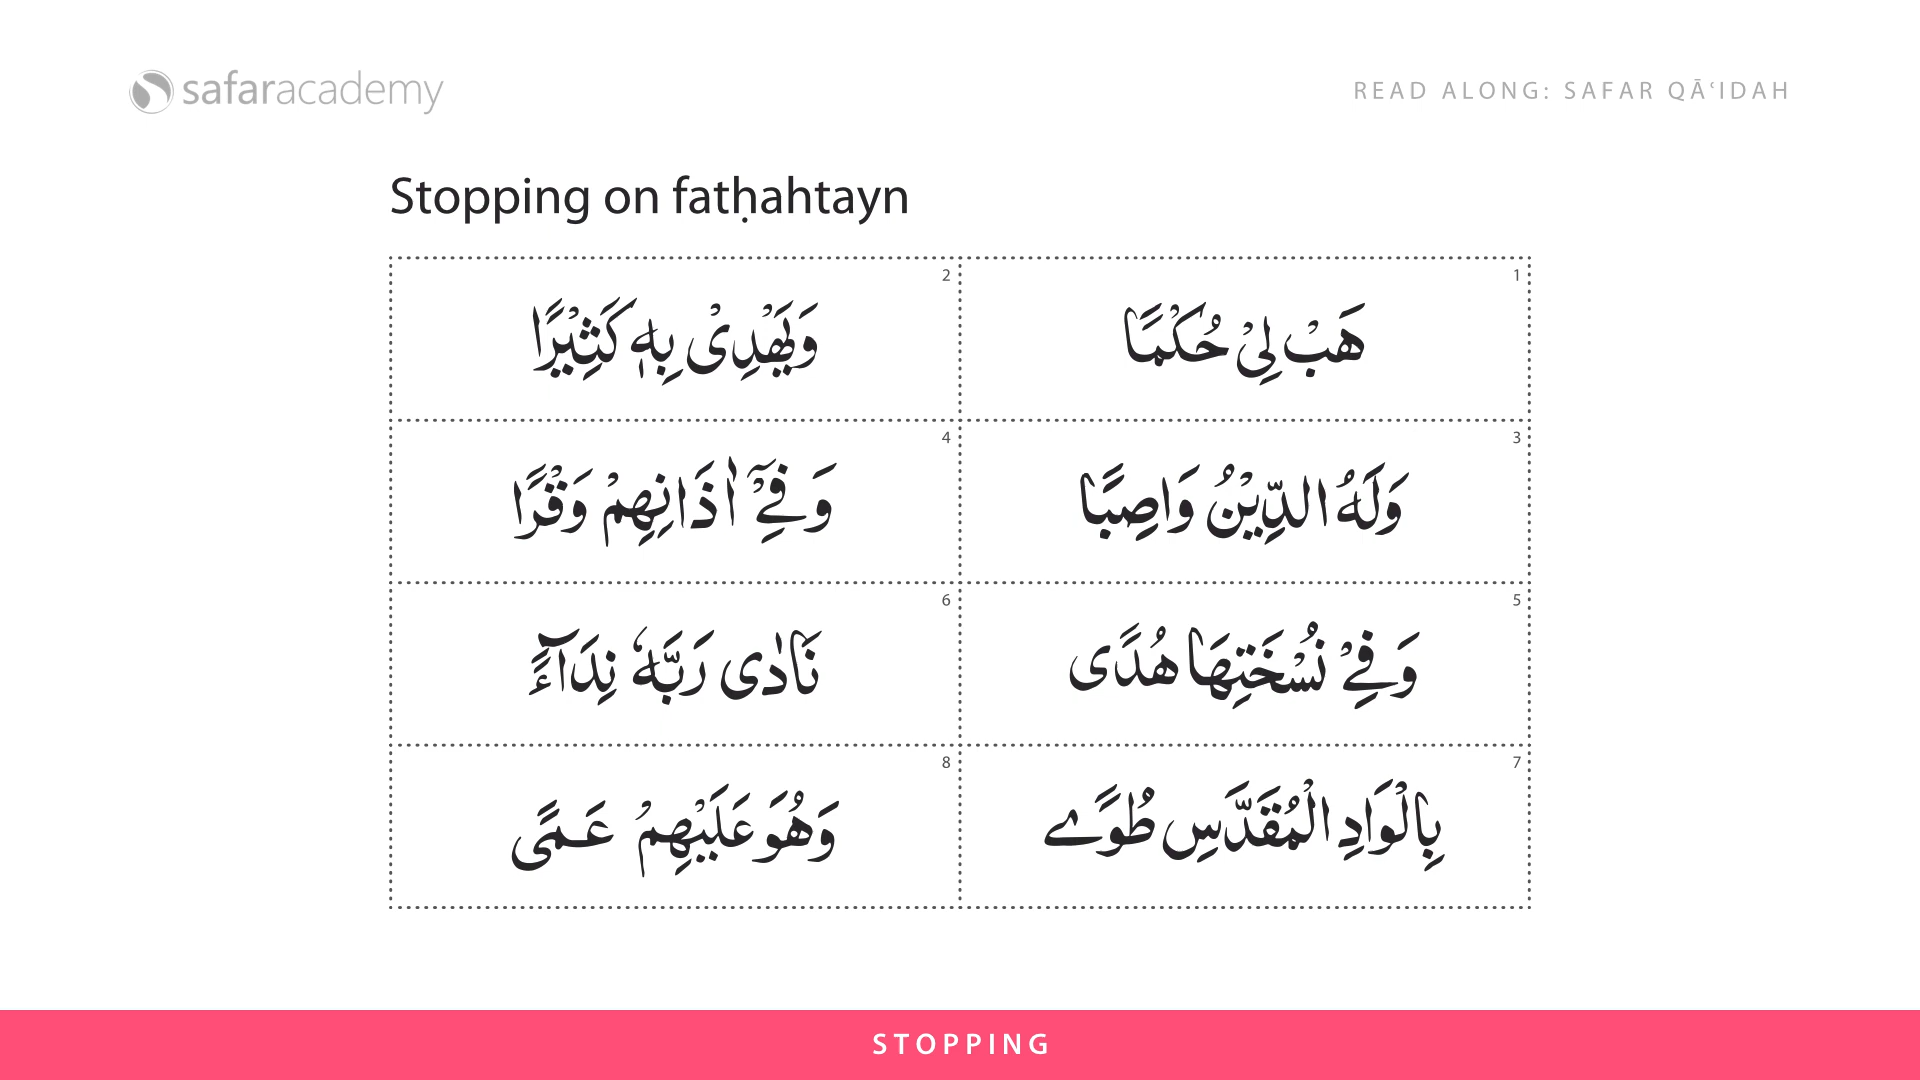 safaracademy
READ ALONG: SAFAR QĀʿIDAH
Stopping on fatḥahtayn
1
هَبْ لِیْ حُکْمًا
2
وَیَهْدِیْ بِهٖ کَثِیْرًا
3
وَلَهُ الدِّیْنُ وَاصِبًا
4
وَفِیْۤ اٰذَانِهِمْ وَقْرًا
5
وَفِیْ نُسْخَتِهَا هُدًی
6
نَادٰی رَبَّهٗ نِدَآءً
7
بِالْوَادِ الْمُقَدَّسِ طُوًی
8
وَهُوَ عَلَیْهِمْ عَمًی
STOPPING